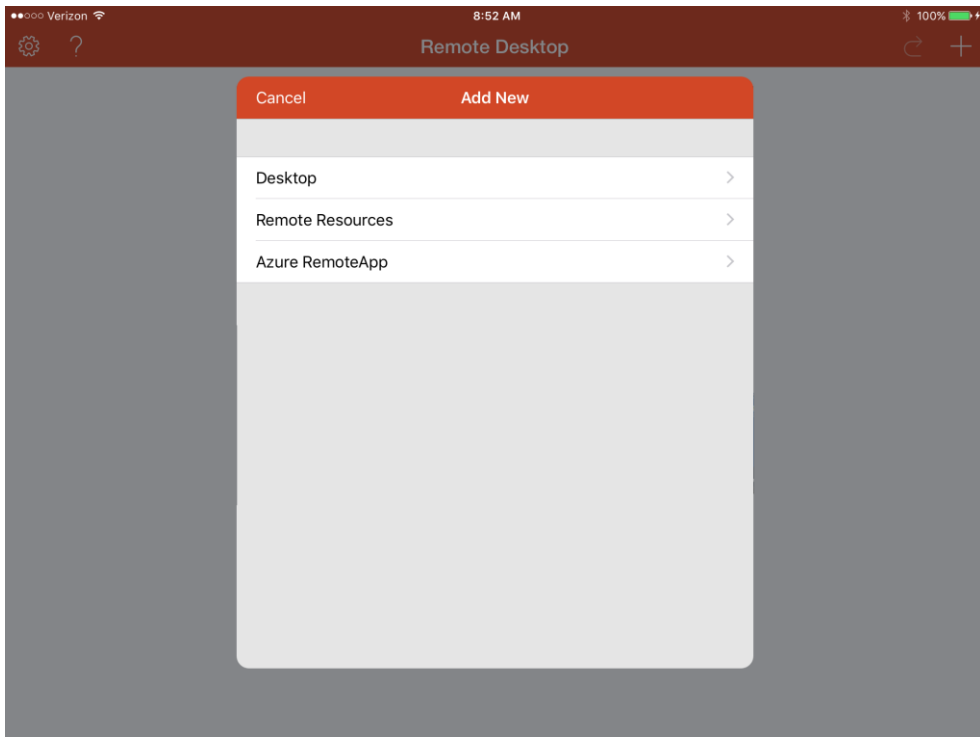 Verizon 8:52 AM 100%
? Remote Desktop
Cancel Add New
Desktop
Remote Resources
Azure RemoteApp